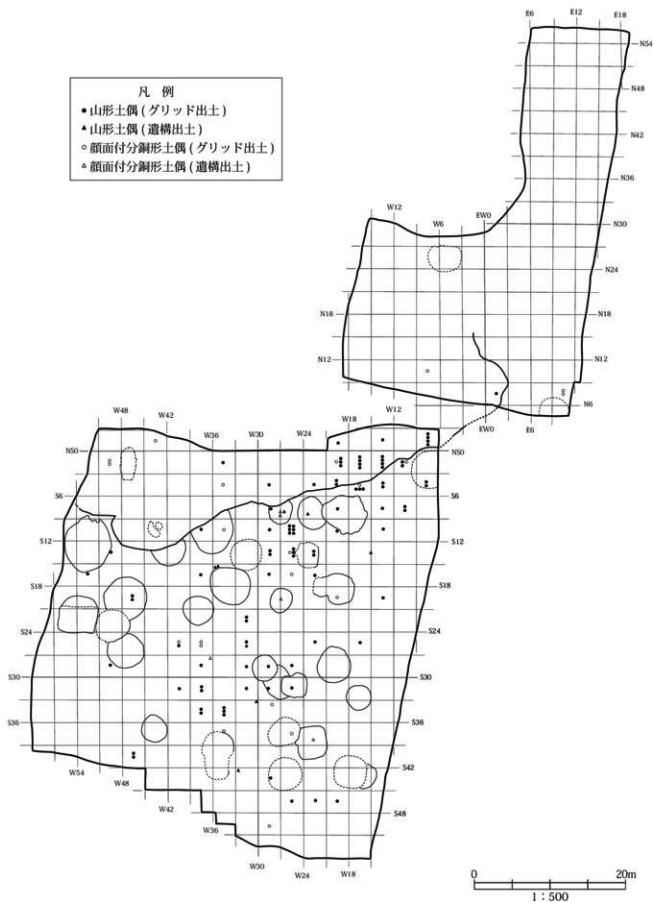 E6 E12 E18
N54
N48
N42
N36
N30
N24
N18
N12
N6
凡 例
● 山形土偶 ( グリッド出土 )
▲ 山形土偶 ( 遺構出土 )
○ 顔面付分銅形土偶 ( グリッド出土 )
△ 顔面付分銅形土偶 ( 遺構出土 )
W12 W6 EW0
N18
N12
EW0 E6
W48 W42 W36 W30 W24 W18 W12
NS0
S6
S12
S18
S24
S30
S36
NS0
S6
S12
S18
S24
S30
S36
S42
S48
W54 W48 W42 W36 W30 W24 W18
0 20m
1 : 500